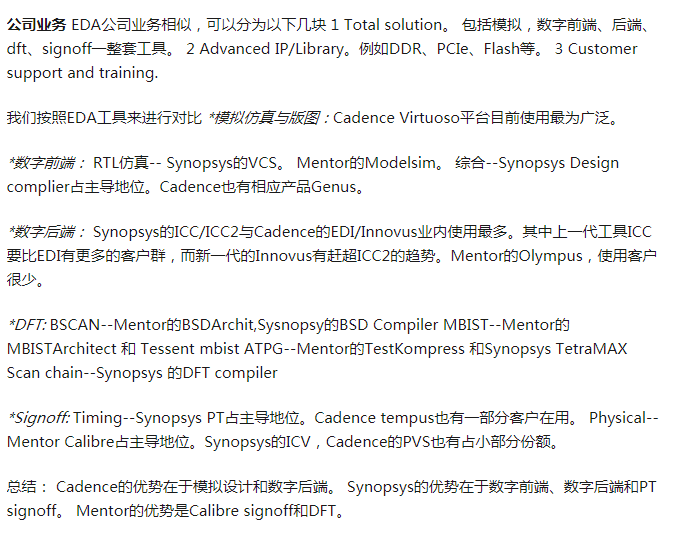 公司业务 EDA公司业务相似，可以分为以下几块 1 Total solution。 包括模拟，数字前端、后端、
dft、signoff一整套工具。 2 Advanced IP/Library。例如DDR、PCIe、Flash等。 3 Customer
support and training.
我们按照EDA工具来进行对比 *模拟仿真与版图：Cadence Virtuoso平台目前使用最为广泛。
*数字前端： RTL仿真-- Synopsys的VCS。 Mentor的Modelsim。 综合--Synopsys Design
complier占主导地位。Cadence也有相应产品Genus。
*数字后端： Synopsys的ICC/ICC2与Cadence的EDI/Innovus业内使用最多。其中上一代工具ICC
要比EDI有更多的客户群，而新一代的Innovus有赶超ICC2的趋势。Mentor的Olympus，使用客户
很少。
*DFT: BSCAN--Mentor的BSDArchit,Sysnopsy的BSD Compiler MBIST--Mentor的
MBISTArchitect 和 Tessent mbist ATPG--Mentor的TestKompress 和Synopsys TetraMAX
Scan chain--Synopsys 的DFT compiler
*Signoff: Timing--Synopsys PT占主导地位。Cadence tempus也有一部分客户在用。 Physical--
Mentor Calibre占主导地位。Synopsys的ICV，Cadence的PVS也有占小部分份额。
总结： Cadence的优势在于模拟设计和数字后端。 Synopsys的优势在于数字前端、数字后端和PT
signoff。 Mentor的优势是Calibre signoff和DFT。